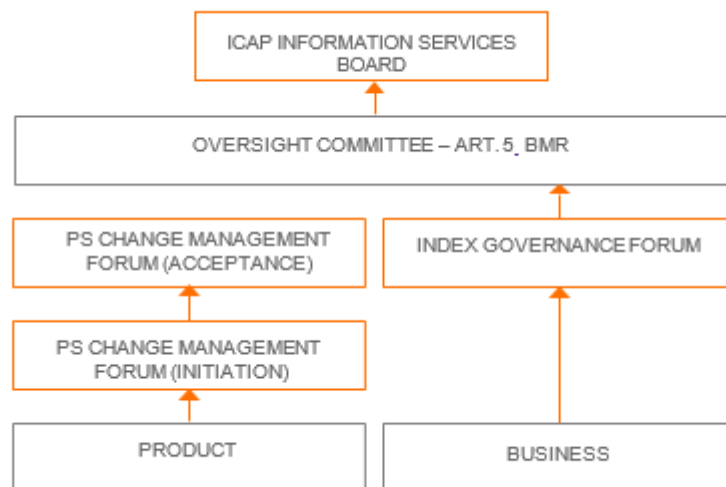 ICAP INFORMATION SERVICES
BOARD
OVERSIGHT COMMITTEE – ART. 5, BMR
PS CHANGE MANAGEMENT
FORUM (ACCEPTANCE)
INDEX GOVERNANCE FORUM
PS CHANGE MANAGEMENT
FORUM (INITIATION)
PRODUCT
BUSINESS